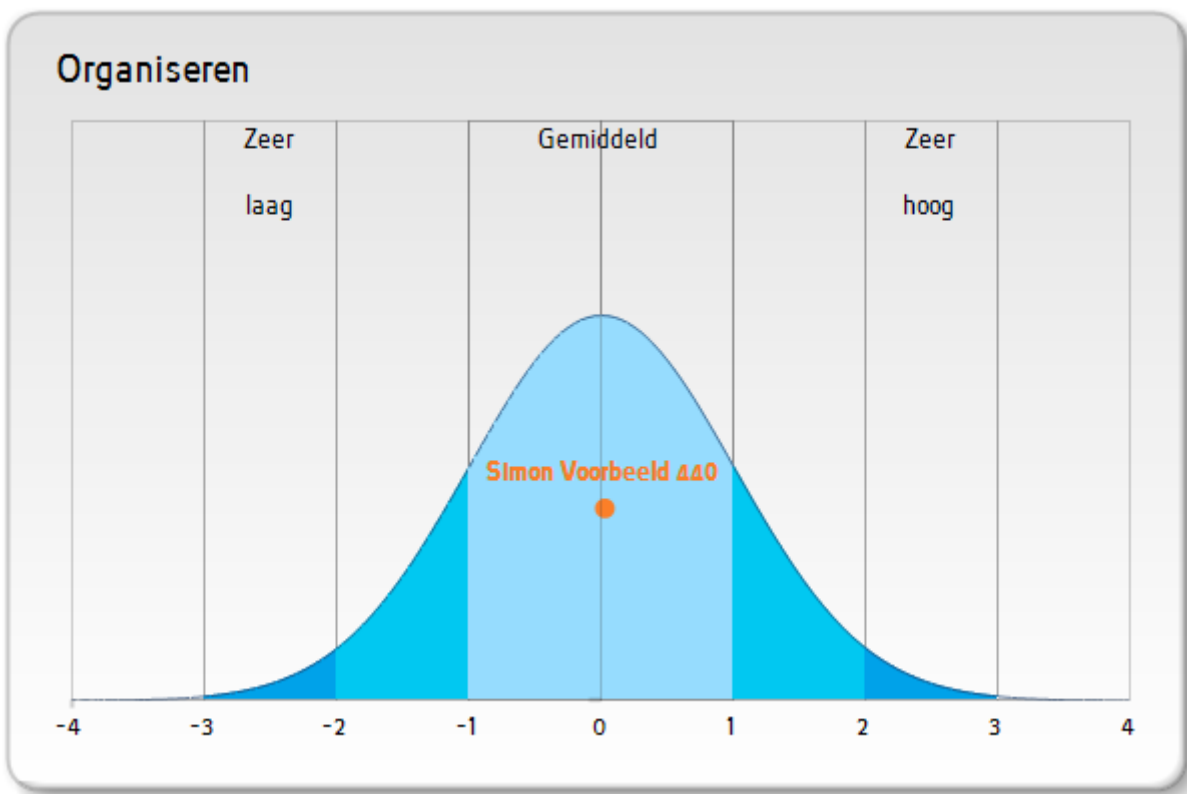 Organiseren
Zeer Gemiddeld Zeer
laag hoog
Simon Voorbeeld 440
-4 -3 -2 -1 0 1 2 3 4